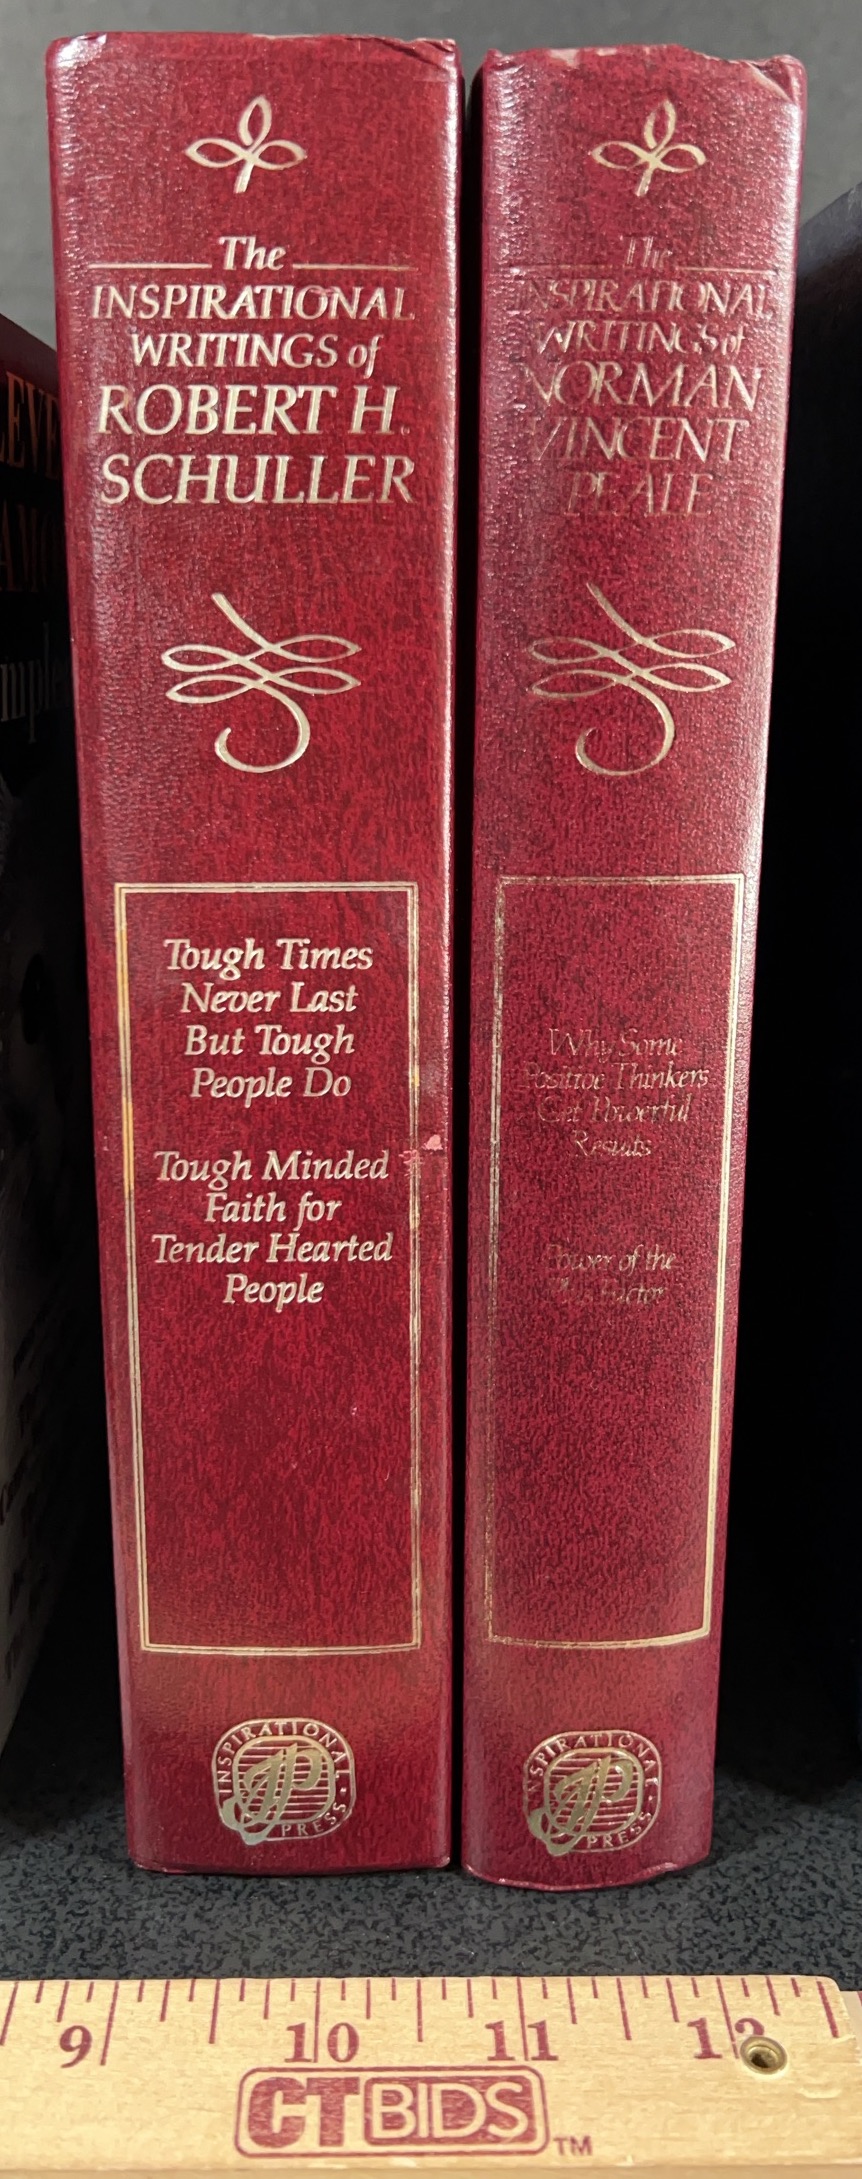 The
INSPIRATIONAL
WRITINGS of
ROBERT H.
SCHULLER
Tough Times
Never Last
But Tough
People Do
Tough Minded
Faith for
Tender Hearted
People
INSPIRATIONAL
PRESS
The
INSPIRATIONAL
WRITINGS of
NORMAN
VINCENT
PEALE
Why Some
Positive Thinkers
Get Powerful
Results
Power of the
Plus Factor
INSPIRATIONAL
PRESS
9 10 11 12
CTBIDS™